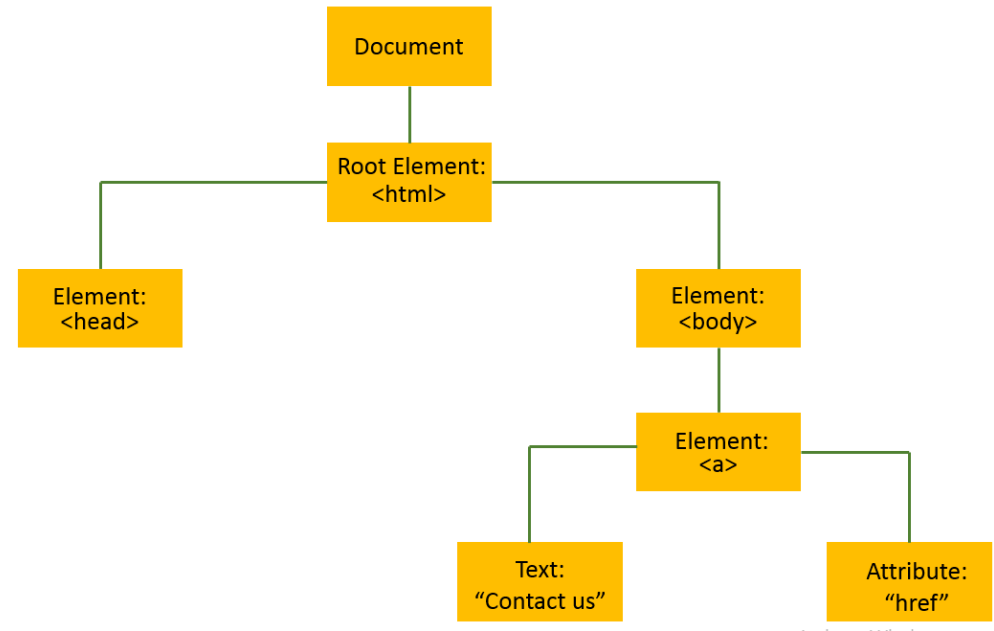 Document
Root Element:
<html>
Element:
<head>
Element:
<body>
Element:
<a>
Text:
“Contact us”
Attribute:
“href”